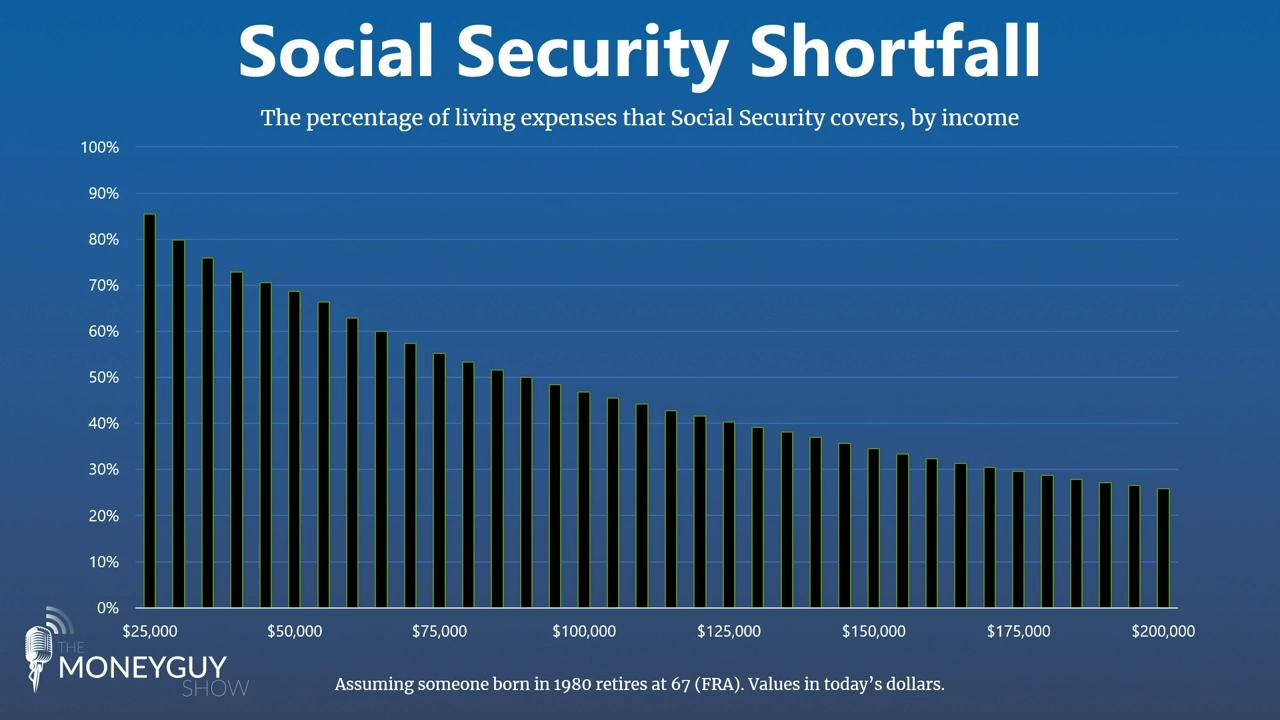 Social Security Shortfall
The percentage of living expenses that Social Security covers, by income
100%
90%
80%
70%
60%
50%
40%
30%
20%
10%
0%
$25,000 $50,000 $75,000 $100,000 $125,000 $150,000 $175,000 $200,000
THE
MONEYGUY
SHOW
Assuming someone born in 1980 retires at 67 (FRA). Values in today’s dollars.